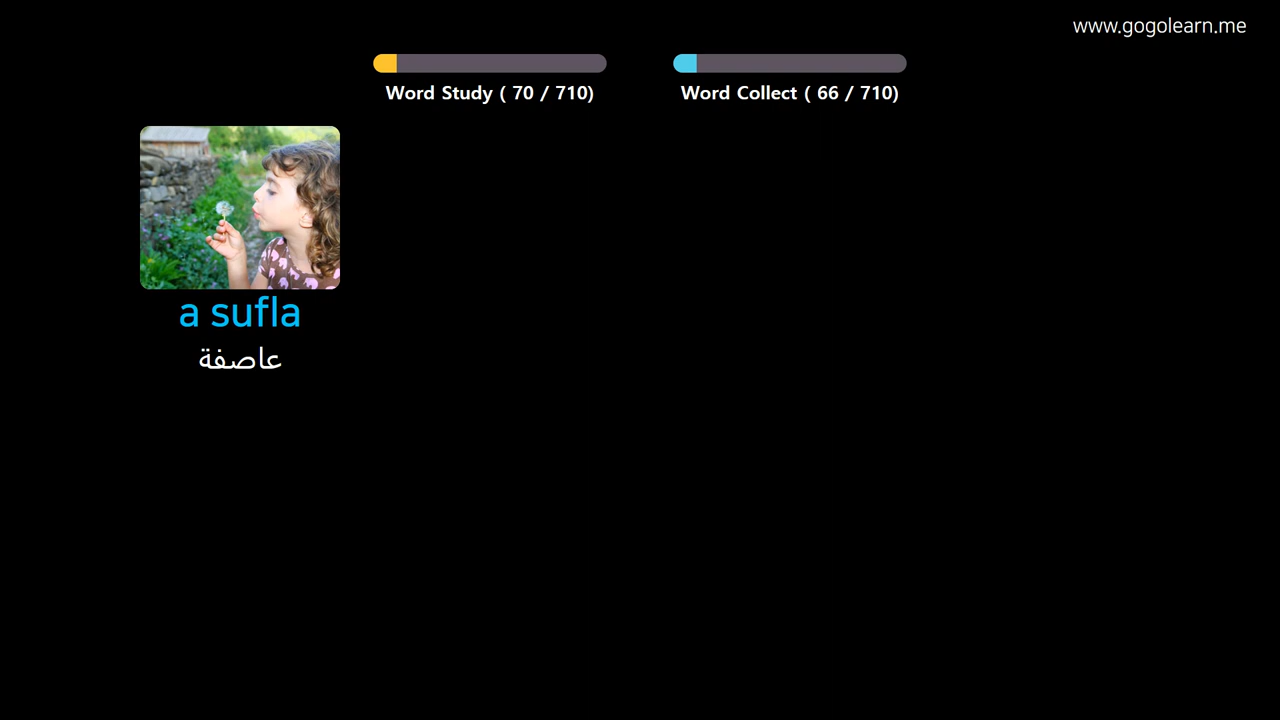 www.gogolearn.me
Word Study ( 70 / 710)
Word Collect ( 66 / 710)
a sufla
عاصفة